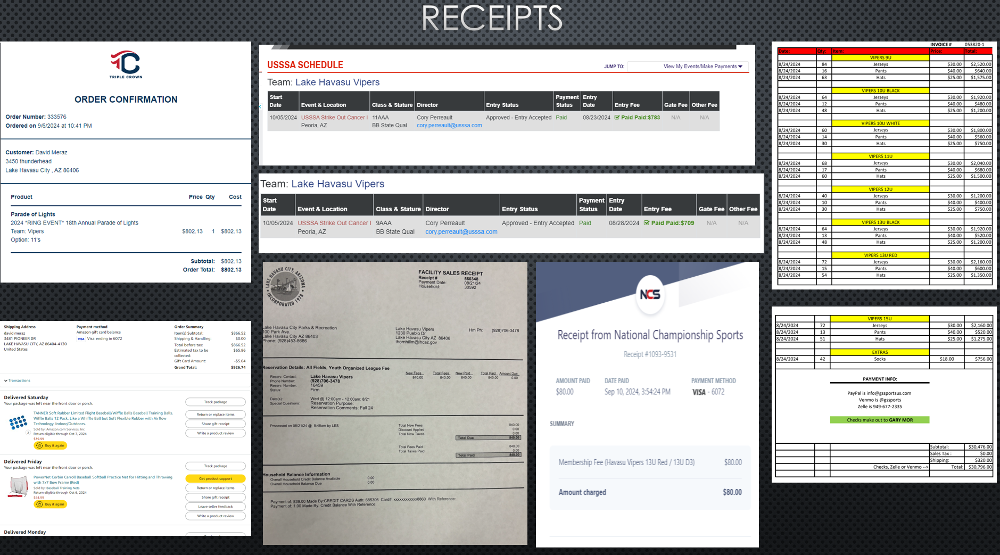 RECEIPTS
TRIPLE CROWN
ORDER CONFIRMATION
Order Number: 333576
Ordered on 9/6/2024 at 10:41 PM
Customer: David Meraz
3450 thunderhead
Lake Havasu City , AZ 86406
Product Price Qty Cost
Parade of Lights
2024 "RING EVENT" 18th Annual Parade of Lights
Team: Vipers $802.13 1 $802.13
Option: 11's
Subtotal: $802.13
Order Total: $802.13
Shipping Address Payment method Order Summary
david meraz Amazon gift card balance Item(s) Subtotal: $866.52
3481 PIONEER DR VISA Visa ending in 6072 Shipping & Handling: $0.00
LAKE HAVASU CITY, AZ 86404-4130 Total before tax: $866.52
United States Estimated tax to be $65.86
collected:
Gift Card Amount: -$5.64
Grand Total: $926.74
Transactions
Delivered Saturday
Your package was left near the front door or porch.
Track package
TANNER Soft Rubber Limited Flight Baseball/Wiffle Balls Baseball Training Balls.
Wiffle Balls 12 Pack. Like a Whiffle Ball but Soft Flexible Rubber with Airflow
Technology. Indoor/Outdoors.
Sold by: Amazon.com Services, Inc
2 Return eligible through Oct 7, 2024
$39.99
Buy it again
Return or replace items
Share gift receipt
Write a product review
Delivered Friday
Your package was left near the front door or porch.
Track package
PowerNet Corbin Carroll Baseball Softball Practice Net for Hitting and Throwing
with 7x7 Bow Frame (Red)
Sold by: Baseball Training Nets
Return eligible through Oct 6, 2024
$54.99
Buy it again
Get product support
Return or replace items
Share gift receipt
Leave seller feedback
Write a product review
Delivered Monday
USSSA SCHEDULE
JUMP TO: View My Events/Make Payments
Team: Lake Havasu Vipers
Start Date Event & Location Class & Stature Director Entry Status Payment Status Entry Date Entry Fee Gate Fee Other Fee
10/05/2024 USSSA Strike Out Cancer I 11AAA Cory Perreault Approved - Entry Accepted Paid 08/23/2024 Paid Paid:$783 N/A N/A
Peoria, AZ BB State Qual cory.perreault@usssa.com
Team: Lake Havasu Vipers
Start Date Event & Location Class & Stature Director Entry Status Payment Status Entry Date Entry Fee Gate Fee Other Fee
10/05/2024 USSSA Strike Out Cancer I 9AAA Cory Perreault Approved - Entry Accepted Paid 08/28/2024 Paid Paid:$709 N/A N/A
Peoria, AZ BB State Qual cory.perreault@usssa.com
LAKE HAVASU CITY, ARIZONA
INCORPORATED 1978
FACILITY SALES RECEIPT
Receipt # 560348
Payment Date: 08/21/24
Household: 30592
Lake Havasu City Parks & Recreation
100 Park Ave.
Lake Havasu City AZ 86403
Phone: (928)453-8686
Lake Havasu Vipers Hm Ph: (928)706-3478
1230 Pueblo Dr
Lake Havasu City AZ 86406
thornhillm@lhcaz.gov
Reservation Details: All Fields, Youth Organized League Fee
New Fees Total Fees New Paid Total Paid Amount Due
840.00 840.00 840.00 840.00 0.00
Reserv. Contact: Lake Havasu Vipers
Phone Number: (928)706-3478
Reserv. Number: 16459
Status: Firm
Date(s): Wed @ 12:00am - 12:00am: 8/21
Special Questions: Reservation Purpose:
Reservation Comments: Fall 24
Processed on 08/21/24 @ 8:48am by LES
Total New Fees 840.00
Discount Applied 0.00
Total New Taxes 0.00
Total Due 840.00
Total Fees Paid 840.00
Total Taxes Paid 0.00
Total Paid 840.00
Household Balance Information
Overall Household Credit Balance Available 0.00
Overall Household Balance Due 0.00
Payment of: 839.00 Made By:CREDIT CARDS Auth: 685306 Card#: xxxxxxxxxxxx8860 With Reference:
Payment of: 1.00 Made By: Credit Balance With Reference:
NCS
Receipt from National Championship Sports
Receipt #1093-9531
AMOUNT PAID DATE PAID PAYMENT METHOD
$80.00 Sep 10, 2024, 3:54:24 PM VISA - 6072
SUMMARY
Membership Fee (Havasu Vipers 13U Red / 13U D3) $80.00
Amount charged $80.00
INVOICE # 053820-1
Date: Qty: Item: Price: Total:
VIPERS 9U
8/24/2024 84 Jerseys $30.00 $2,520.00
8/24/2024 16 Pants $40.00 $640.00
8/24/2024 63 Hats $25.00 $1,575.00
VIPERS 10U BLACK
8/24/2024 64 Jerseys $30.00 $1,920.00
8/24/2024 12 Pants $40.00 $480.00
8/24/2024 48 Hats $25.00 $1,200.00
VIPERS 10U WHITE
8/24/2024 60 Jerseys $30.00 $1,800.00
8/24/2024 14 Pants $40.00 $560.00
8/24/2024 30 Hats $25.00 $750.00
VIPERS 11U
8/24/2024 68 Jerseys $30.00 $2,040.00
8/24/2024 17 Pants $40.00 $680.00
8/24/2024 60 Hats $25.00 $1,500.00
VIPERS 12U
8/24/2024 40 Jerseys $30.00 $1,200.00
8/24/2024 10 Pants $40.00 $400.00
8/24/2024 30 Hats $25.00 $750.00
VIPERS 13U BLACK
8/24/2024 64 Jerseys $30.00 $1,920.00
8/24/2024 13 Pants $40.00 $520.00
8/24/2024 48 Hats $25.00 $1,200.00
VIPERS 13U RED
8/24/2024 72 Jerseys $30.00 $2,160.00
8/24/2024 15 Pants $40.00 $600.00
8/24/2024 54 Hats $25.00 $1,350.00
VIPERS 15U
8/24/2024 72 Jerseys $30.00 $2,160.00
8/24/2024 13 Pants $40.00 $520.00
8/24/2024 51 Hats $25.00 $1,275.00
EXTRAS
8/24/2024 42 Socks $18.00 $756.00
PAYMENT INFO:
PayPal is info@gssportsus.com
Venmo is @gssports
Zelle is 949-677-2335
Checks make out to GARY MOR
Subtotal: $30,476.00
Sales Tax : $0.00
Shipping: $320.00
Checks, Zelle or Venmo --> Total: $30,796.00